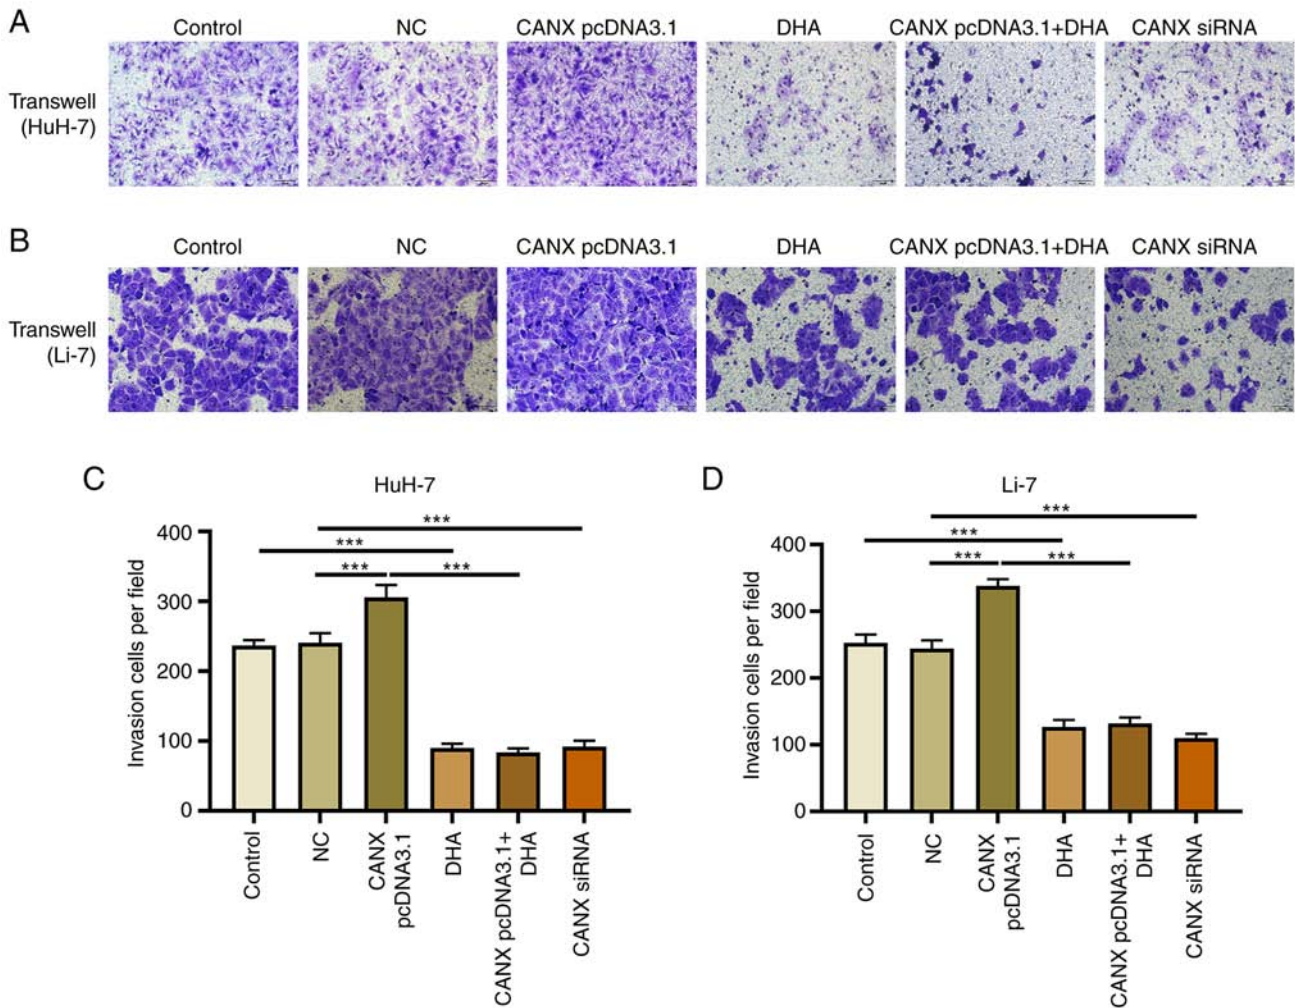 A
Control NC CANX pcDNA3.1 DHA CANX pcDNA3.1+DHA CANX siRNA
Transwell
(HuH-7)
B
Control NC CANX pcDNA3.1 DHA CANX pcDNA3.1+DHA CANX siRNA
Transwell
(Li-7)
C
HuH-7
Invasion cells per field
400
300
200
100
0
***
***
***
***
Control
NC
CANX
pcDNA3.1
DHA
CANX pcDNA3.1+
DHA
CANX siRNA
D
Li-7
Invasion cells per field
400
300
200
100
0
***
***
***
***
Control
NC
CANX
pcDNA3.1
DHA
CANX pcDNA3.1+
DHA
CANX siRNA